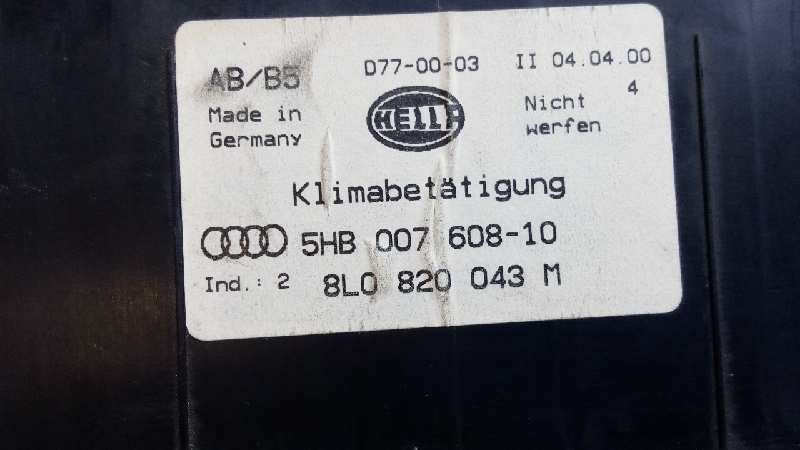 AB/B5 D77-00-03 II 04.04.00
4
Made in Nicht
Germany werfen
HELLA
Klimabetätigung
5HB 007 608-10
Ind.: 2 8L0 820 043 M